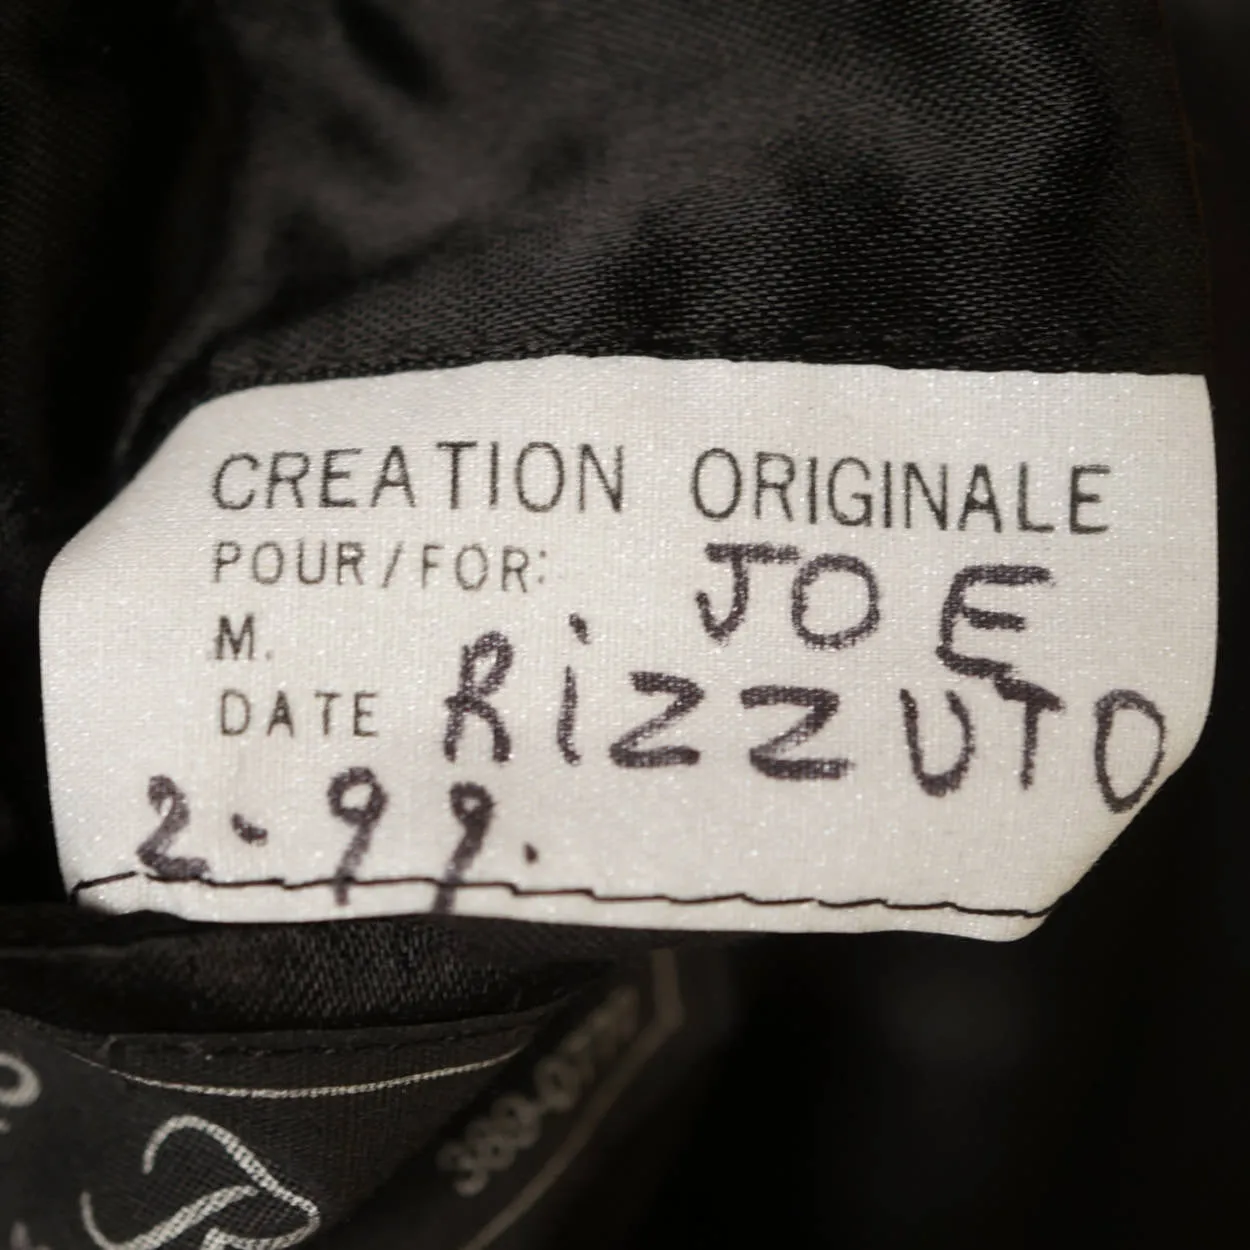 CREATION ORIGINALE
POUR/FOR: JOE
M.
DATE RiZZUTO
2.99.